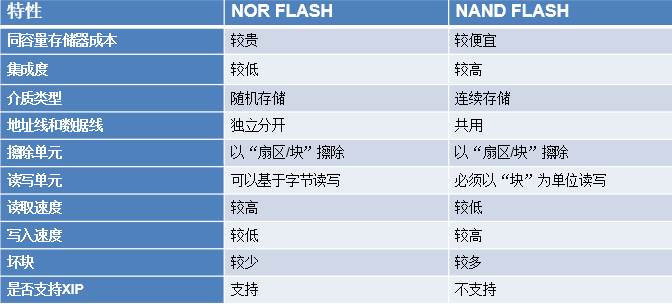 特性 NOR FLASH NAND FLASH
同容量存储器成本 较贵 较便宜
集成度 较低 较高
介质类型 随机存储 连续存储
地址线和数据线 独立分开 共用
擦除单元 以“扇区/块”擦除 以“扇区/块”擦除
读写单元 可以基于字节读写 必须以“块”为单位读写
读取速度 较高 较低
写入速度 较低 较高
坏块 较少 较多
是否支持XIP 支持 不支持